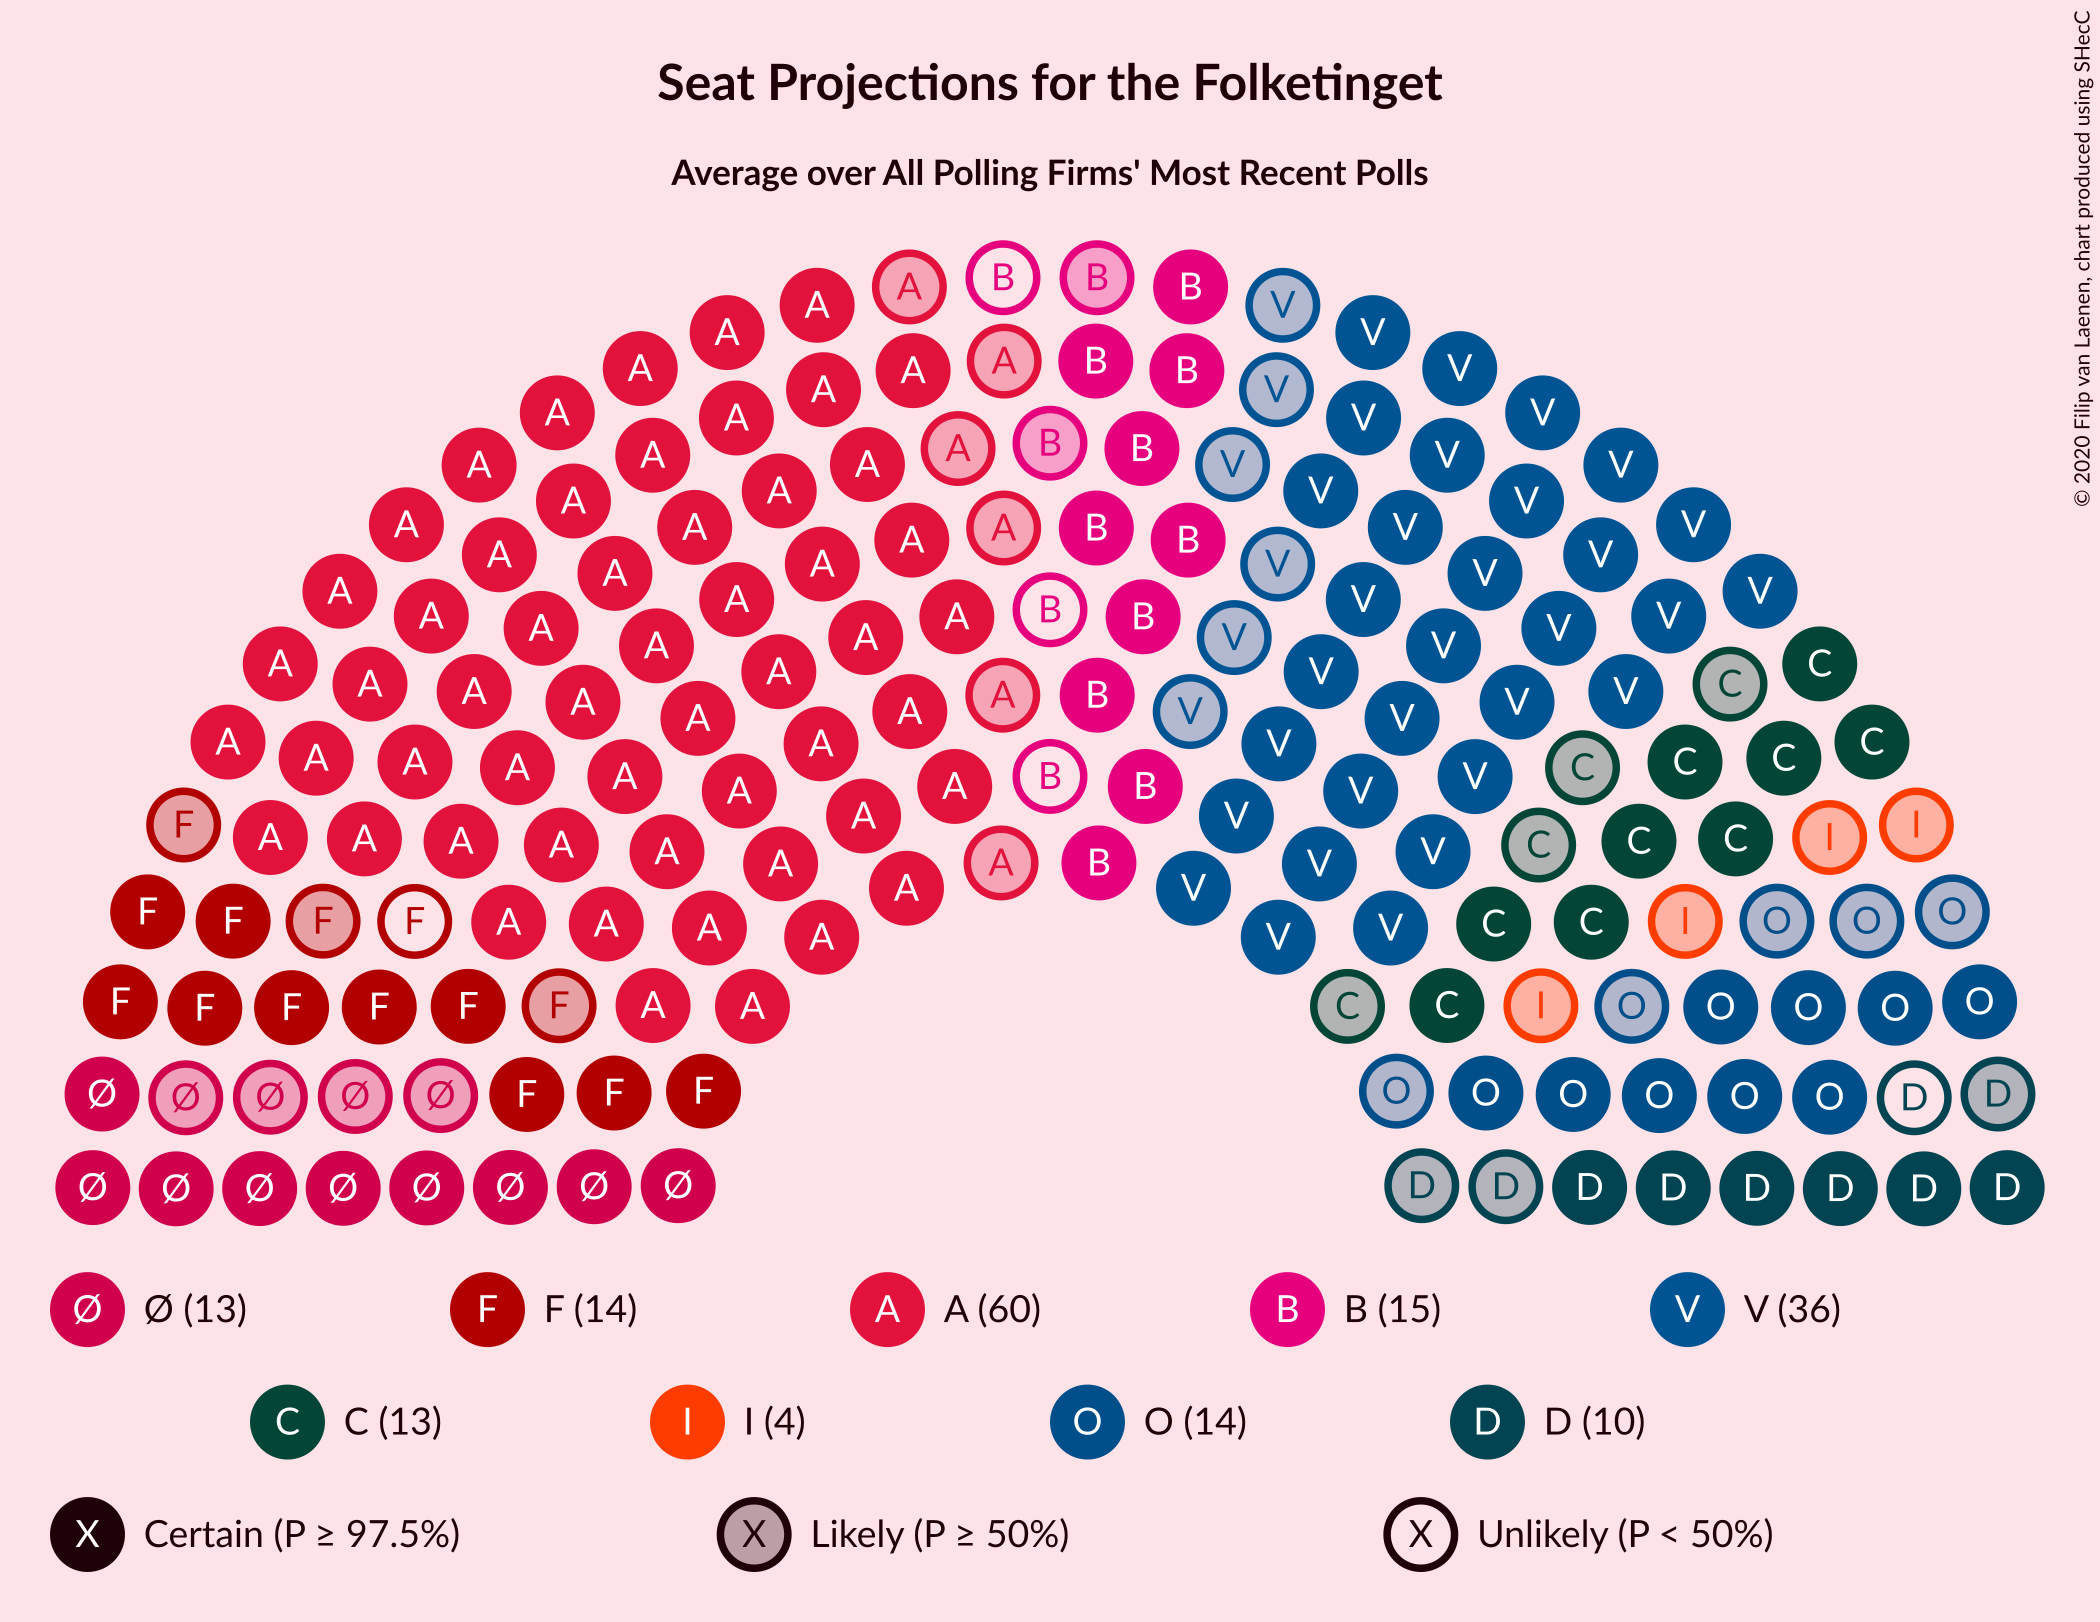 © 2020 Filip van Laenen, chart produced using SHecC
Seat Projections for the Folketinget
Average over All Polling Firms' Most Recent Polls
A A B B B V
A A A A A B B V V V
A A A A A A B B V V V V V
A A A A A A A A A B B V V V V V V V
A A A A A A A B B V V V V V V
A A A A A A A A B V V V V V C C
A A A A A A A A B B V V V C C C C
F A A A A A A A A A B V V V V C C C I I
F F F F A A A A V V C C I O O O
F F F F F F A A C C I O O O O O
Ø Ø Ø Ø Ø F F F O O O O O O D D
Ø Ø Ø Ø Ø Ø Ø Ø D D D D D D D D
Ø Ø (13) F F (14) A A (60) B B (15) V V (36)
C C (13) I I (4) O O (14) D D (10)
X Certain (P ≥ 97.5%) X Likely (P ≥ 50%) X Unlikely (P < 50%)